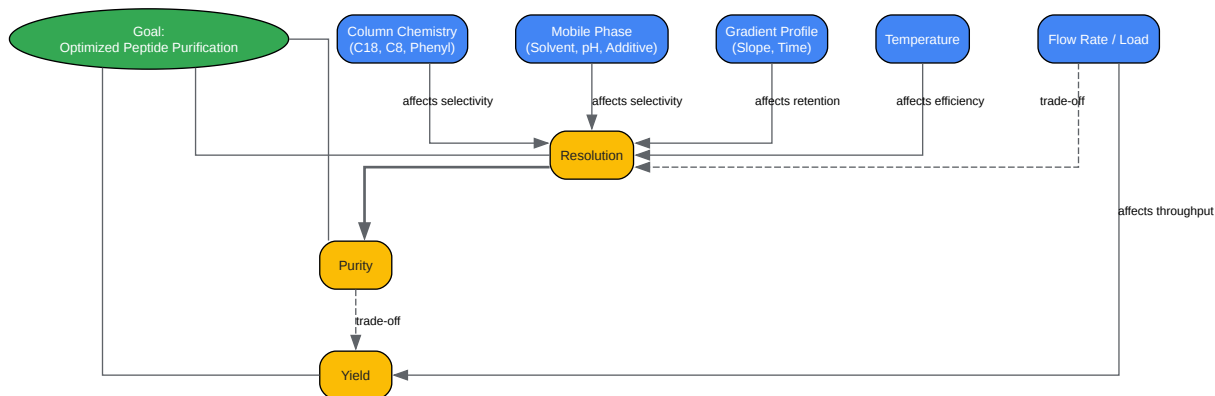 Goal:
Optimized Peptide Purification
Column Chemistry
(C18, C8, Phenyl)
Mobile Phase
(Solvent, pH, Additive)
Gradient Profile
(Slope, Time)
Temperature
Flow Rate / Load
affects selectivity
affects selectivity
affects retention
affects efficiency
trade-off
Resolution
affects throughput
Purity
trade-off
Yield